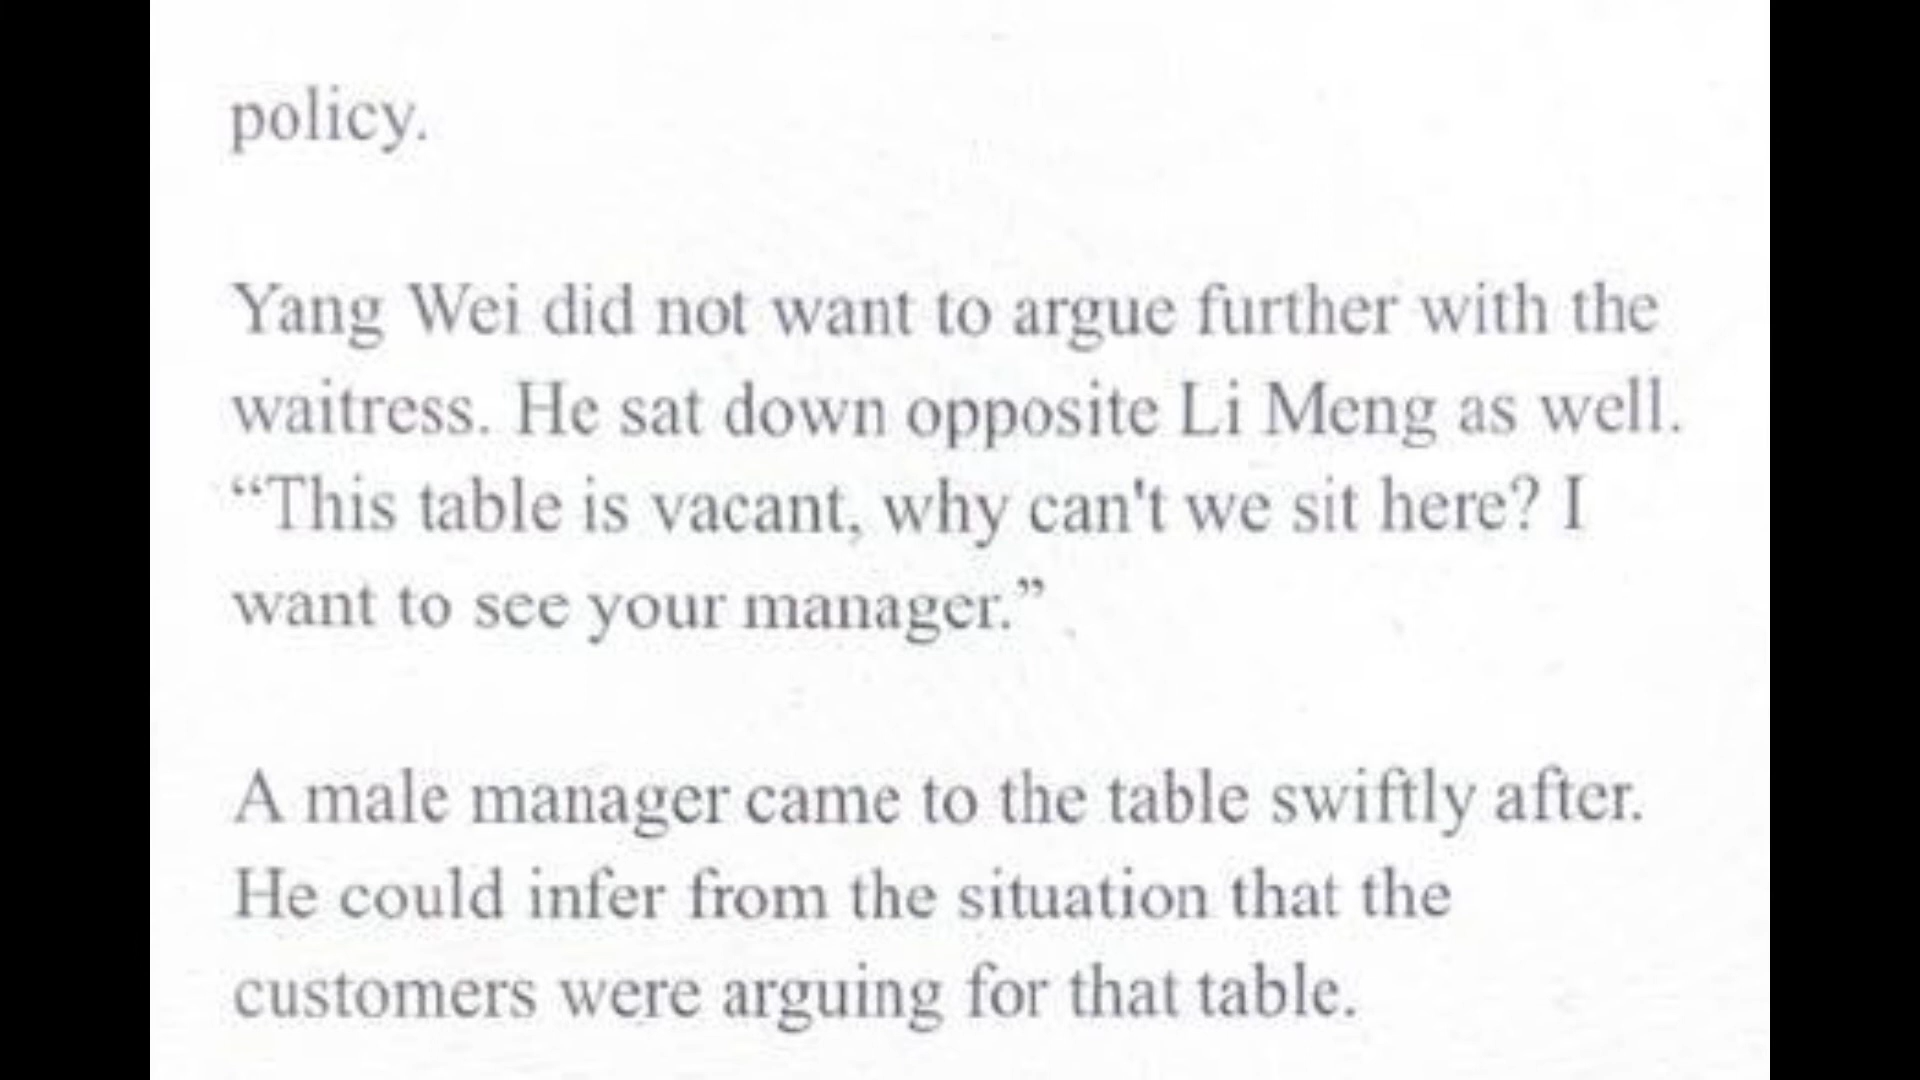 policy.
Yang Wei did not want to argue further with the
waitress. He sat down opposite Li Meng as well.
“This table is vacant, why can't we sit here? I
want to see your manager.”
A male manager came to the table swiftly after.
He could infer from the situation that the
customers were arguing for that table.